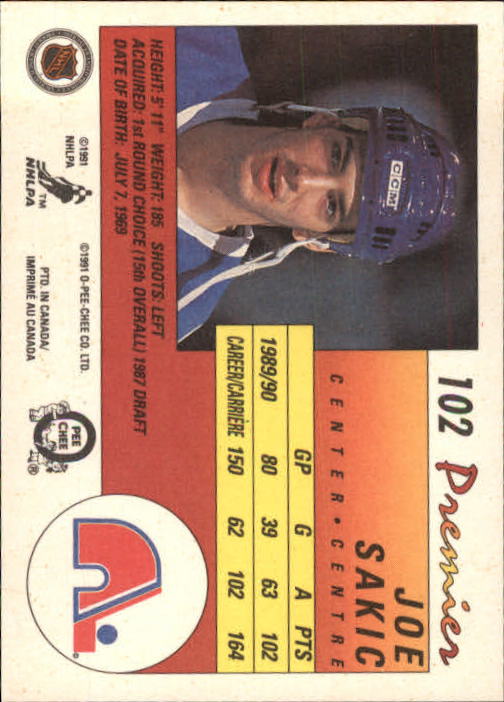 102 Premier
JOE
SAKIC
CENTER • CENTRE
GP G A PTS
1989/90 80 39 63 102
CAREER/CARRIÈRE 150 62 102 164
CCM
HEIGHT: 5' 11" WEIGHT: 185 SHOOTS: LEFT
ACQUIRED: 1st ROUND CHOICE (15th OVERALL) 1987 DRAFT
DATE OF BIRTH: JULY 7, 1969
NHL
©1991
NHLPA
TM
NHLPA
©1991 O-PEE-CHEE CO. LTD.
PTD. IN CANADA/
IMPRIMÉ AU CANADA
O PEE CHEE
®